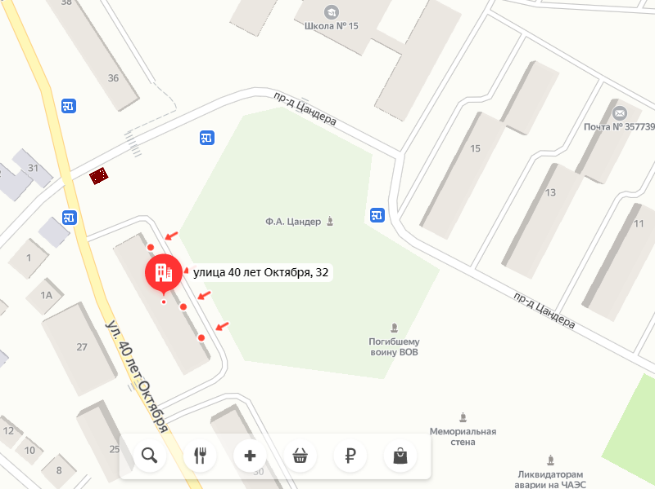 38
Школа № 15
36
пр-д Цандера
Почта № 357739
15
31
13
Ф.А. Цандер
11
1
улица 40 лет Октября, 32
1А
пр-д Цандера
27
ул. 40 лет Октября
Погибшему
воину ВОВ
12
10
8
25
30
Мемориальная
стена
Ликвидаторам
аварии на ЧАЭС